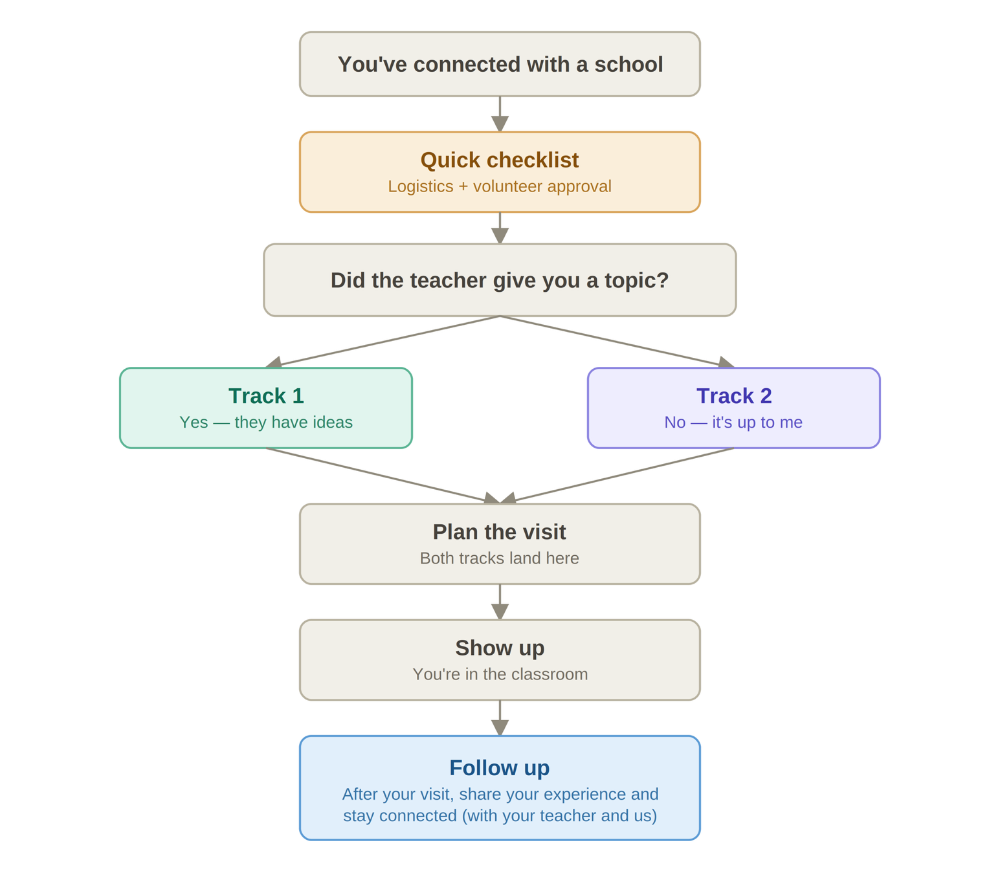 You've connected with a school
Quick checklist
Logistics + volunteer approval
Did the teacher give you a topic?
Track 1
Yes — they have ideas
Track 2
No — it's up to me
Plan the visit
Both tracks land here
Show up
You're in the classroom
Follow up
After your visit, share your experience and
stay connected (with your teacher and us)